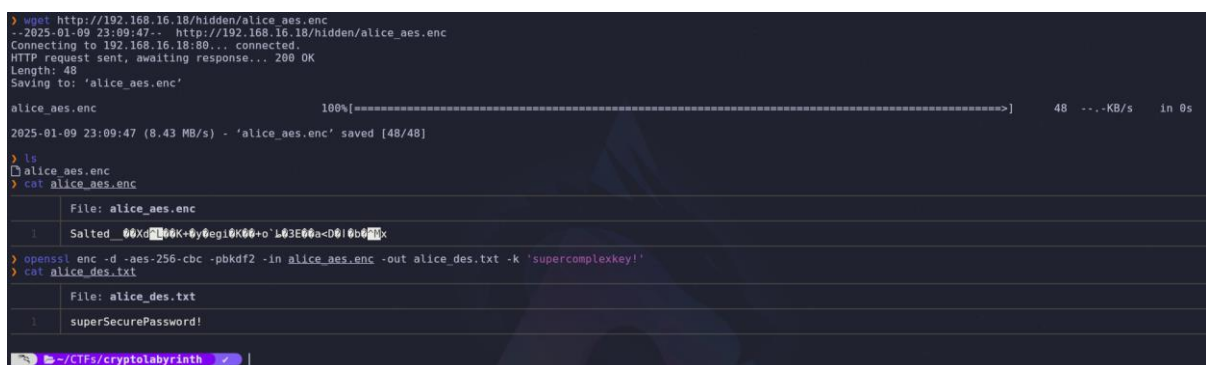 ❯ wget http://192.168.16.18/hidden/alice_aes.enc
--2025-01-09 23:09:47-- http://192.168.16.18/hidden/alice_aes.enc
Connecting to 192.168.16.18:80... connected.
HTTP request sent, awaiting response... 200 OK
Length: 48
Saving to: ‘alice_aes.enc’
alice_aes.enc 100%[=====================================================================================================>] 48 --.-KB/s in 0s
2025-01-09 23:09:47 (8.43 MB/s) - ‘alice_aes.enc’ saved [48/48]
❯ ls
alice_aes.enc
❯ cat alice_aes.enc
File: alice_aes.enc
1 Salted__��Xd^L��K+�y�egi�K��+o`�3E��a<D�l�b�^Mx
❯ openssl enc -d -aes-256-cbc -pbkdf2 -in alice_aes.enc -out alice_des.txt -k 'supercomplexkey!'
❯ cat alice_des.txt
File: alice_des.txt
1 superSecurePassword!
~/CTFs/cryptolabyrinth ✓